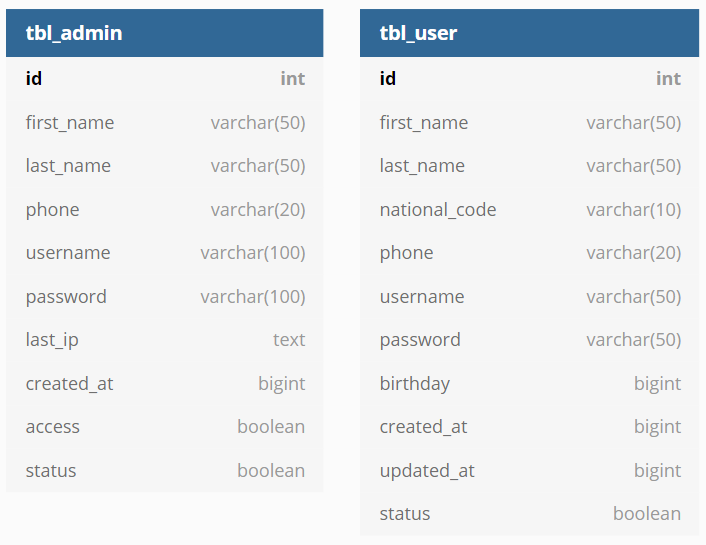 tbl_admin
id int
first_name varchar(50)
last_name varchar(50)
phone varchar(20)
username varchar(100)
password varchar(100)
last_ip text
created_at bigint
access boolean
status boolean
tbl_user
id int
first_name varchar(50)
last_name varchar(50)
national_code varchar(10)
phone varchar(20)
username varchar(50)
password varchar(50)
birthday bigint
created_at bigint
updated_at bigint
status boolean